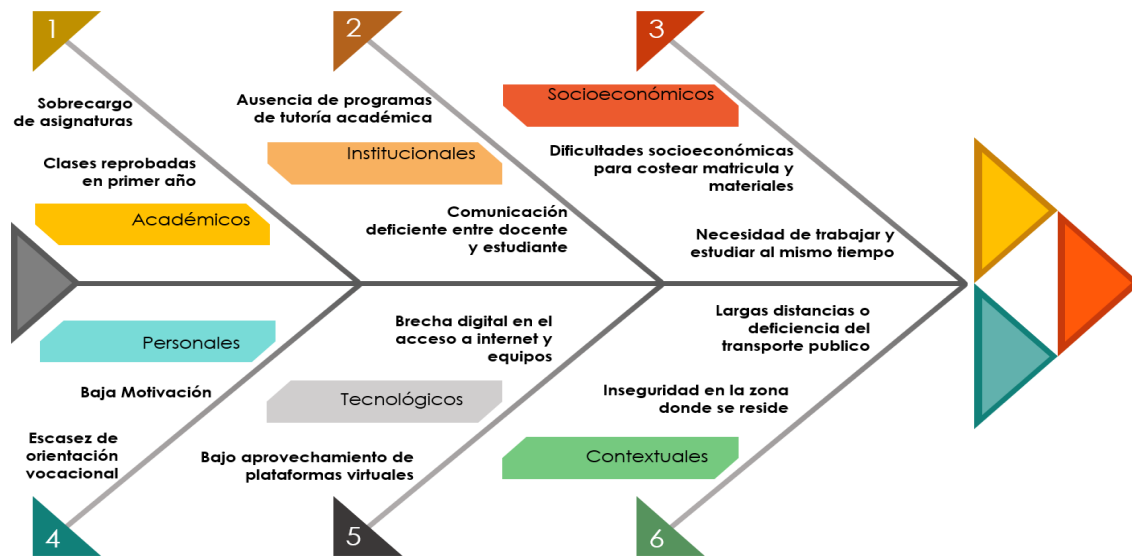 1
Sobrecargo
de asignaturas
Clases reprobadas
en primer año
Académicos
2
Ausencia de programas
de tutoría académica
Institucionales
Comunicación
deficiente entre docente
y estudiante
3
Socioeconómicos
Dificultades socioeconómicas
para costear matricula y
materiales
Necesidad de trabajar y
estudiar al mismo tiempo
Personales
Baja Motivación
Escasez de
orientación
vocacional
4
Brecha digital en el
acceso a internet y
equipos
Tecnológicos
Bajo aprovechamiento de
plataformas virtuales
5
Largas distancias o
deficiencia del
transporte publico
Inseguridad en la zona
donde se reside
Contextuales
6